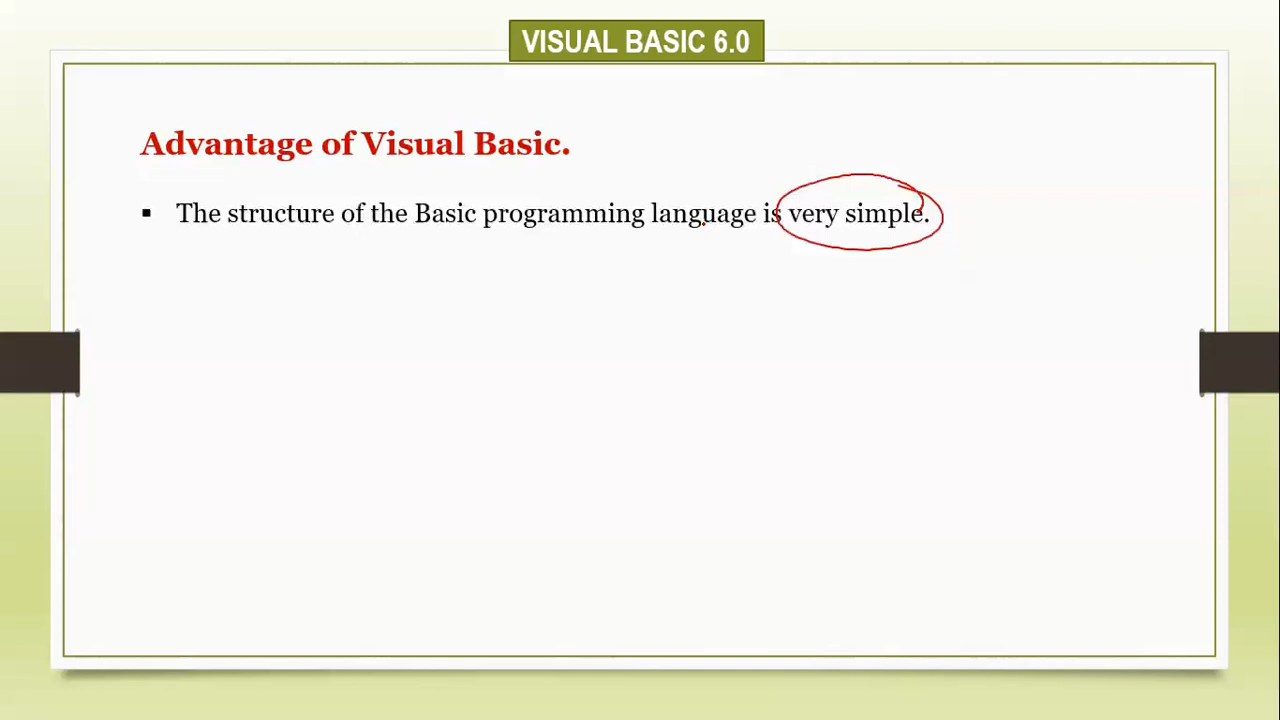 VISUAL BASIC 6.0
Advantage of Visual Basic.
▪ The structure of the Basic programming language is very simple.